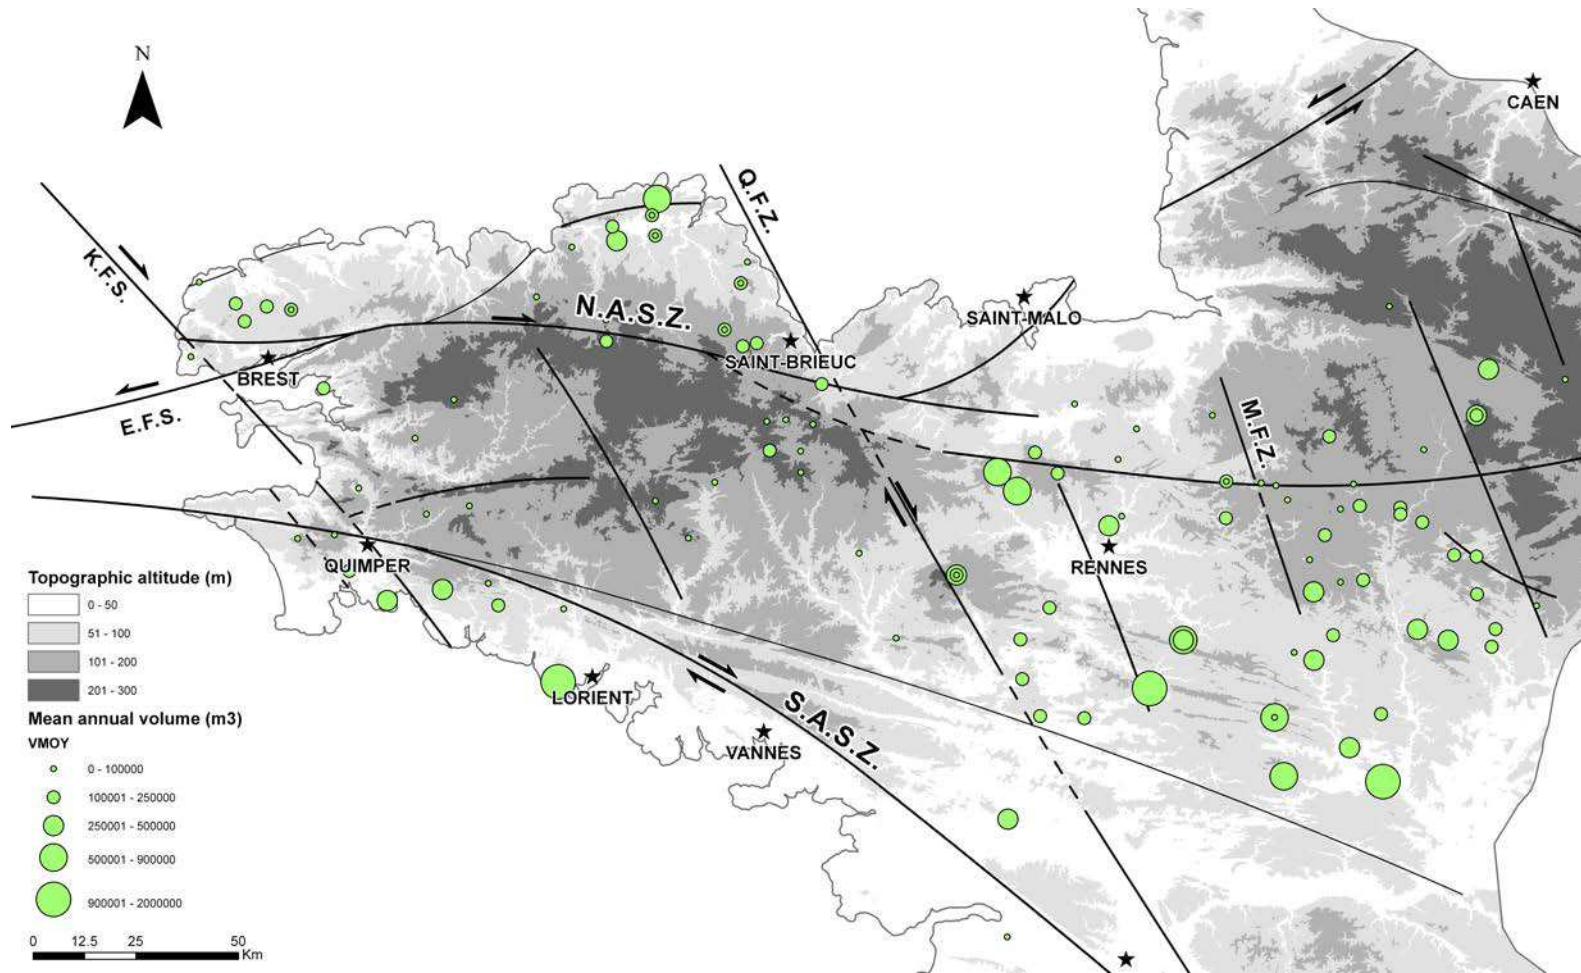 N
CAEN
Q.F.Z.
K.F.S.
N.A.S.Z.
SAINT-MALO
SAINT-BRIEUC
BREST
E.F.S.
M.F.Z.
QUIMPER
RENNES
LORIENT
S.A.S.Z.
VANNES
Topographic altitude (m)
0 - 50
51 - 100
101 - 200
201 - 300
Mean annual volume (m3)
VMOY
0 - 100000
100001 - 250000
250001 - 500000
500001 - 900000
900001 - 2000000
0 12.5 25 50
Km